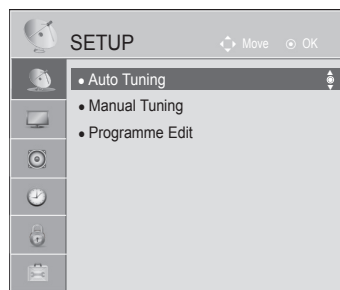 SETUP
Move OK
• Auto Tuning
• Manual Tuning
• Programme Edit